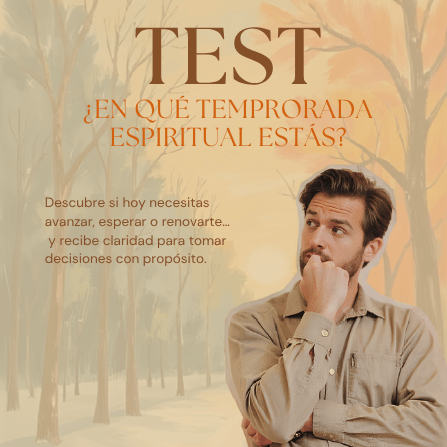 TEST
¿EN QUÉ TEMPRORADA
ESPIRITUAL ESTÁS?
Descubre si hoy necesitas
avanzar, esperar o renovarte...
y recibe claridad para tomar
decisiones con propósito.